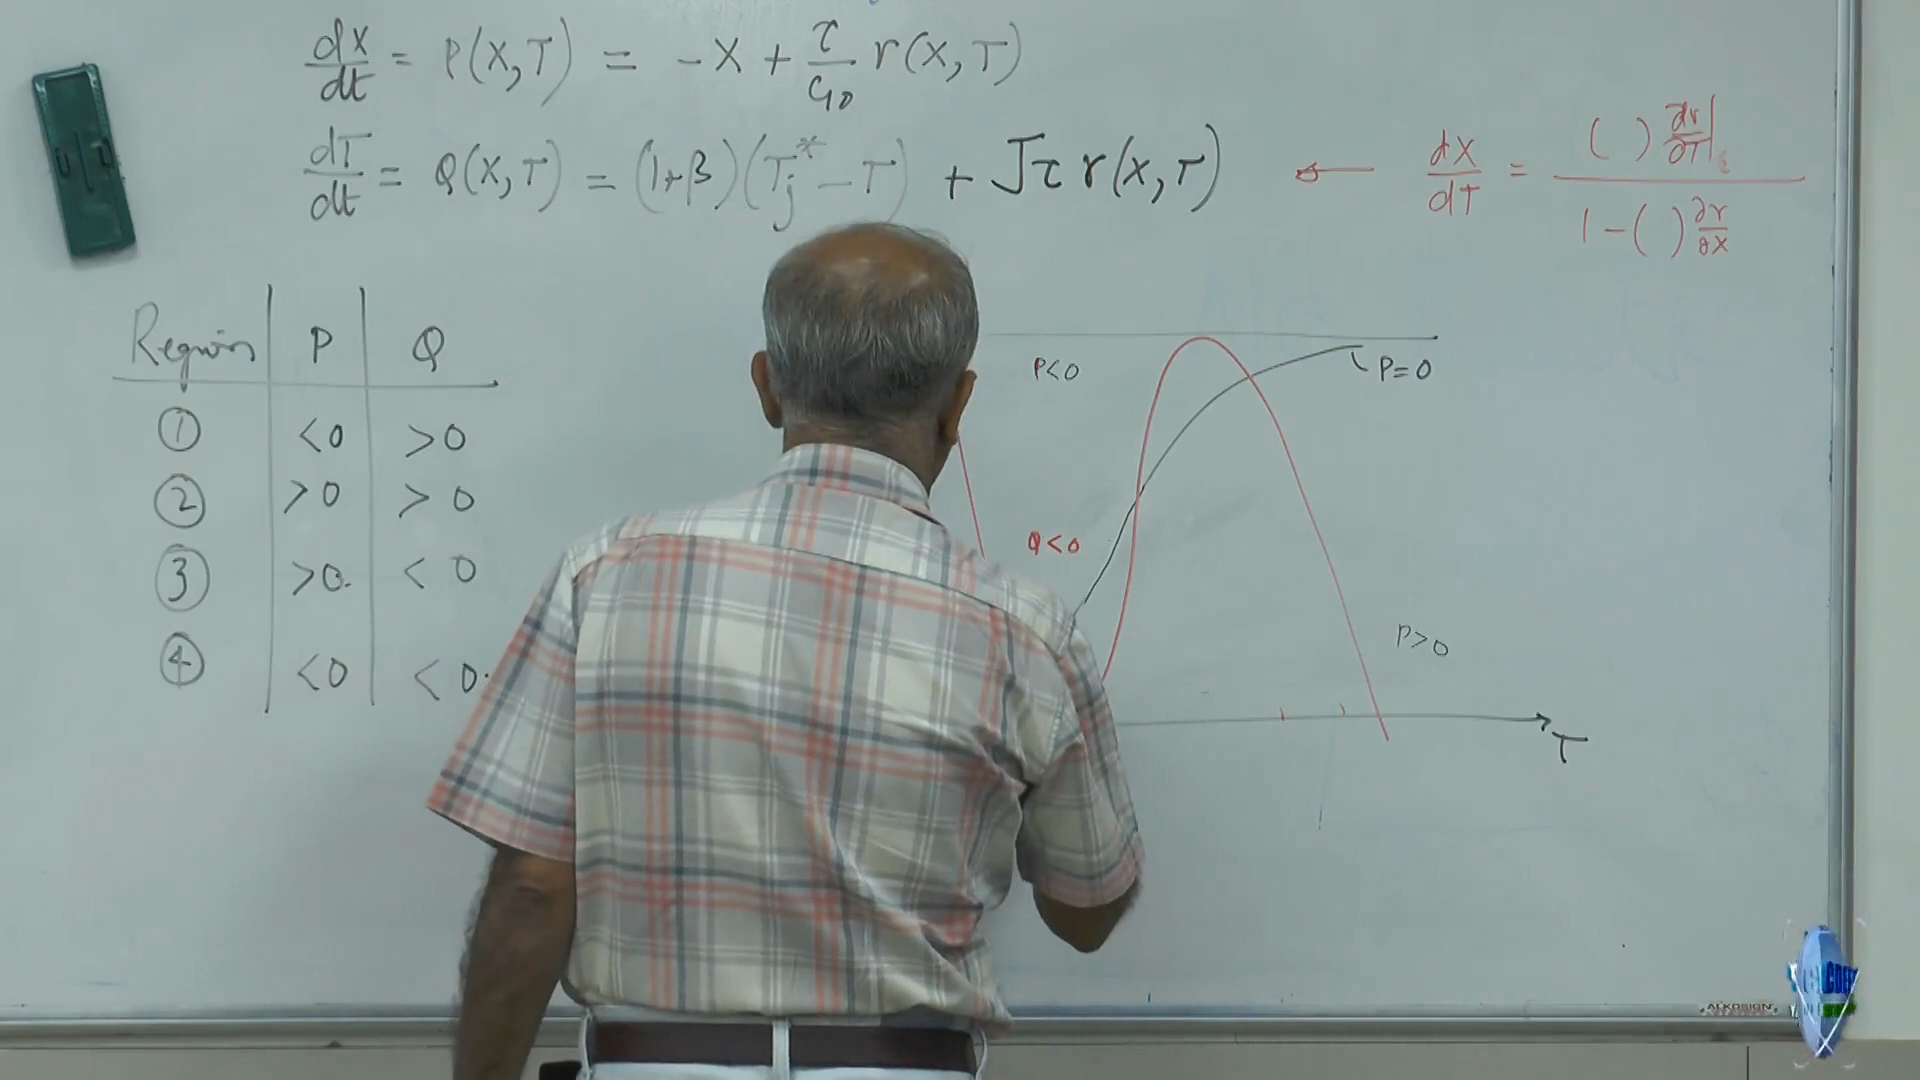 dX/dt = P(X,T) = -X + τ/C_A0 r(X,T)
dT/dt = Q(X,T) = (1+β)(T_j^* - T) + Jτ r(X,T) ← dX/dT = ( ) ∂r/∂T| / 1-( ) ∂r/∂X
Region P Q
① <0 >0
② >0 >0
③ >0. <0
④ <0 <0.
P<0
P=0
Q<0
P>0
T
ALKOSIGN